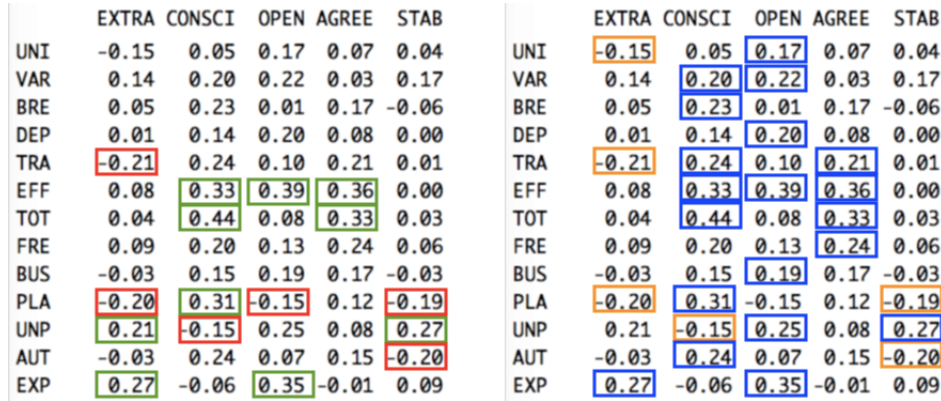 EXTRA CONSCI OPEN AGREE STAB
UNI -0.15 0.05 0.17 0.07 0.04
VAR 0.14 0.20 0.22 0.03 0.17
BRE 0.05 0.23 0.01 0.17 -0.06
DEP 0.01 0.14 0.20 0.08 0.00
TRA -0.21 0.24 0.10 0.21 0.01
EFF 0.08 0.33 0.39 0.36 0.00
TOT 0.04 0.44 0.08 0.33 0.03
FRE 0.09 0.20 0.13 0.24 0.06
BUS -0.03 0.15 0.19 0.17 -0.03
PLA -0.20 0.31 -0.15 0.12 -0.19
UNP 0.21 -0.15 0.25 0.08 0.27
AUT -0.03 0.24 0.07 0.15 -0.20
EXP 0.27 -0.06 0.35 -0.01 0.09
EXTRA CONSCI OPEN AGREE STAB
UNI -0.15 0.05 0.17 0.07 0.04
VAR 0.14 0.20 0.22 0.03 0.17
BRE 0.05 0.23 0.01 0.17 -0.06
DEP 0.01 0.14 0.20 0.08 0.00
TRA -0.21 0.24 0.10 0.21 0.01
EFF 0.08 0.33 0.39 0.36 0.00
TOT 0.04 0.44 0.08 0.33 0.03
FRE 0.09 0.20 0.13 0.24 0.06
BUS -0.03 0.15 0.19 0.17 -0.03
PLA -0.20 0.31 -0.15 0.12 -0.19
UNP 0.21 -0.15 0.25 0.08 0.27
AUT -0.03 0.24 0.07 0.15 -0.20
EXP 0.27 -0.06 0.35 -0.01 0.09